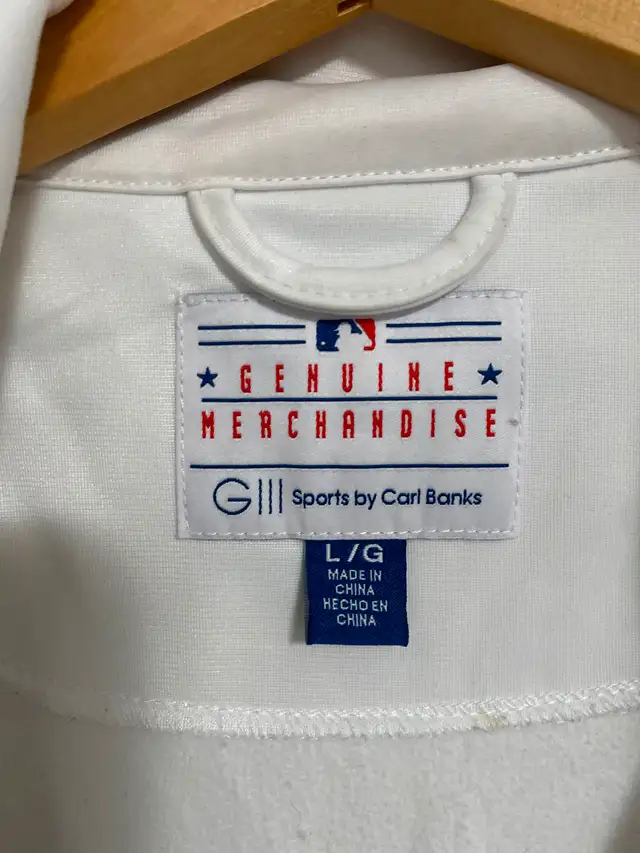 GENUINE
MERCHANDISE
GIII Sports by Carl Banks
L/G
MADE IN
CHINA
HECHO EN
CHINA